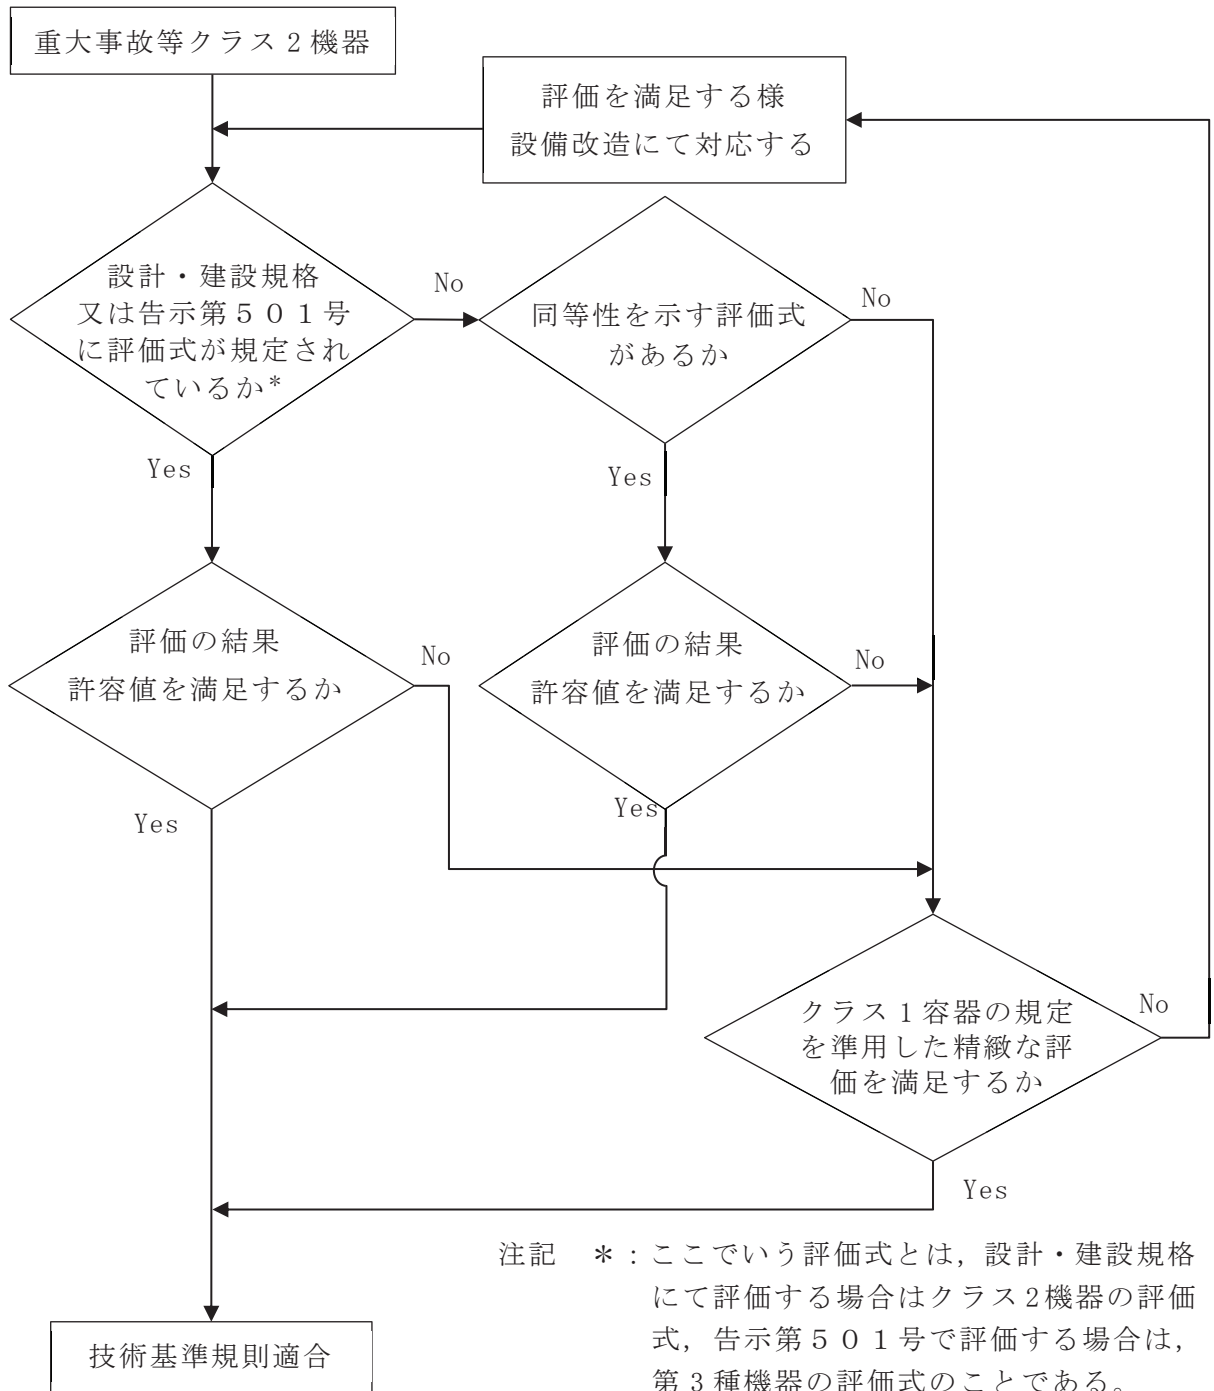 重大事故等クラス２機器
評価を満足する様
設備改造にて対応する
設計・建設規格
又は告示第５０１号
に評価式が規定され
ているか*
No
同等性を示す評価式
があるか
No
Yes
Yes
評価の結果
許容値を満足するか
No
評価の結果
許容値を満足するか
No
Yes
Yes
クラス１容器の規定
を準用した精緻な評
価を満足するか
No
Yes
注記　＊：ここでいう評価式とは，設計・建設規格
にて評価する場合はクラス2機器の評価
式，告示第５０１号で評価する場合は，
第３種機器の評価式のことである。
技術基準規則適合